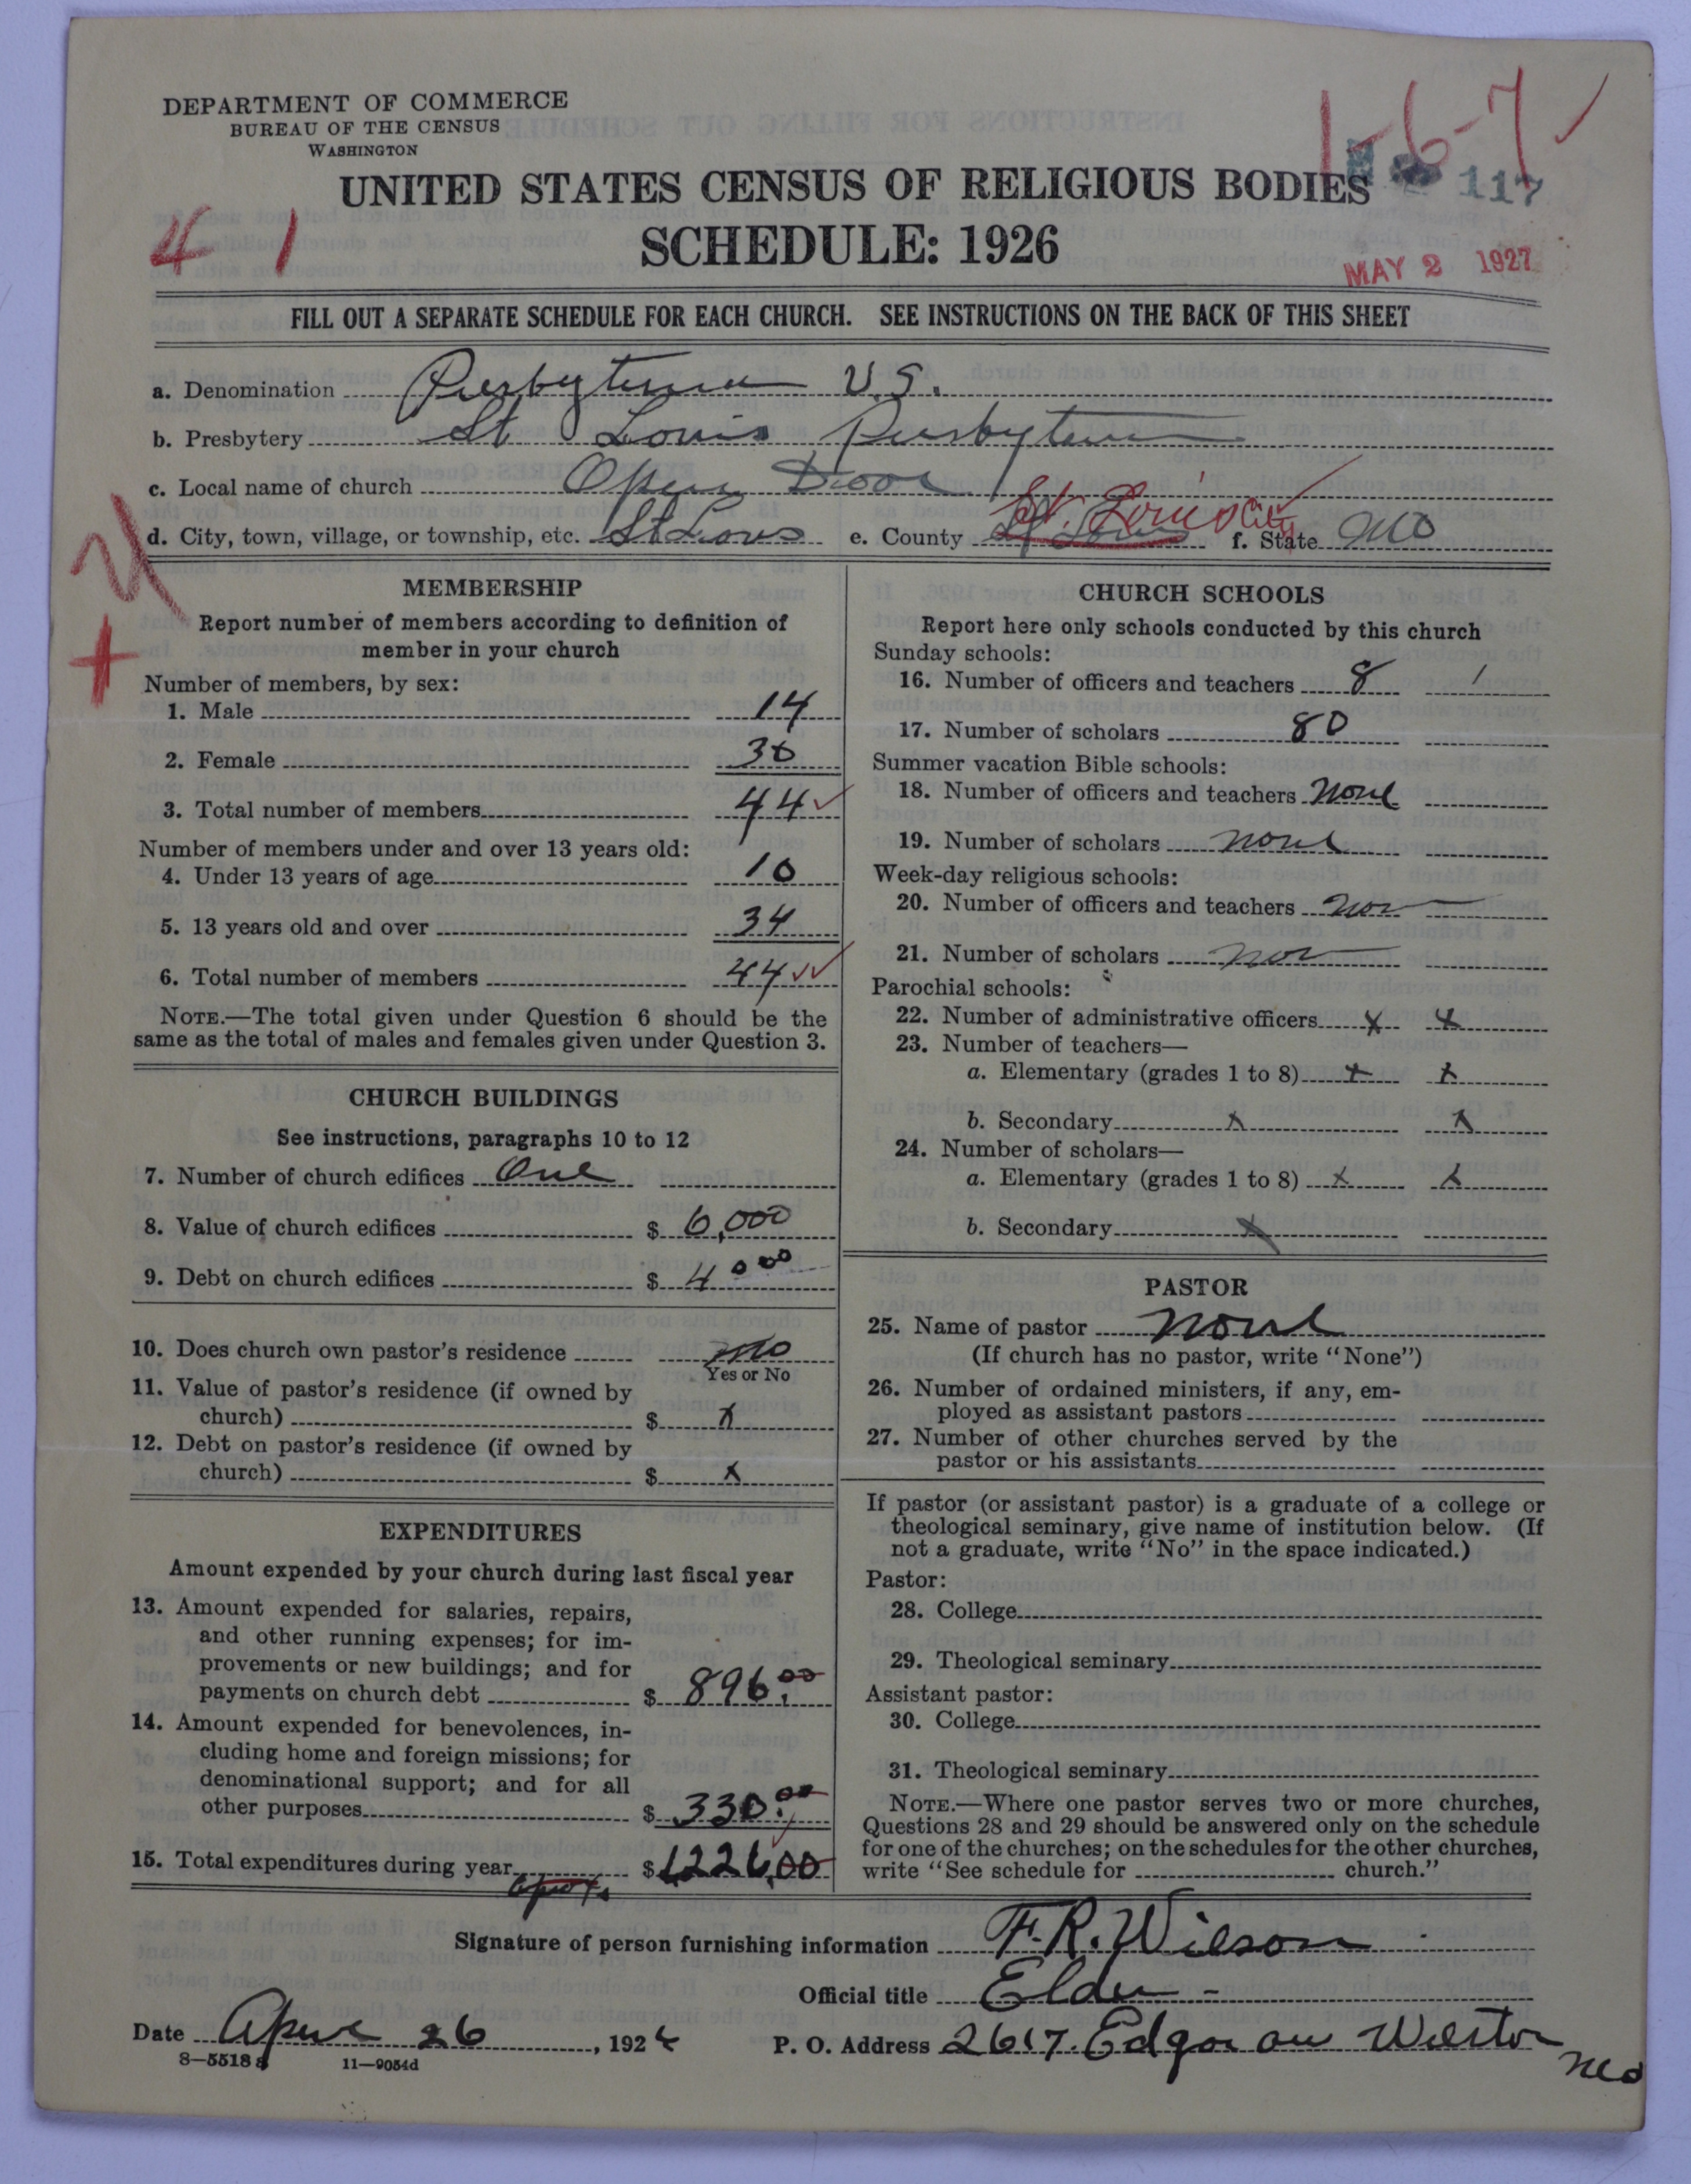 DEPARTMENT OF COMMERCE
BUREAU OF THE CENSUS
WASHINGTON
1-6-7
117
UNITED STATES CENSUS OF RELIGIOUS BODIES
SCHEDULE: 1926
4 1
MAY 2 1927
FILL OUT A SEPARATE SCHEDULE FOR EACH CHURCH. SEE INSTRUCTIONS ON THE BACK OF THIS SHEET
a. Denomination Presbyterian U.S.
b. Presbytery St Louis Presbytery
c. Local name of church Open Door
d. City, town, village, or township, etc. St Louis e. County St. Louis City f. State Mo
MEMBERSHIP
Report number of members according to definition of
member in your church
Number of members, by sex:
1. Male 14
2. Female 30
3. Total number of members 44
Number of members under and over 13 years old:
4. Under 13 years of age 10
5. 13 years old and over 34
6. Total number of members 44
NOTE.—The total given under Question 6 should be the
same as the total of males and females given under Question 3.
CHURCH BUILDINGS
See instructions, paragraphs 10 to 12
7. Number of church edifices One
8. Value of church edifices $ 6,000
9. Debt on church edifices $ 4000
10. Does church own pastor's residence no
Yes or No
11. Value of pastor's residence (if owned by
church) $ x
12. Debt on pastor's residence (if owned by
church) $ x
EXPENDITURES
Amount expended by your church during last fiscal year
13. Amount expended for salaries, repairs,
and other running expenses; for im-
provements or new buildings; and for
payments on church debt $ 896.00
14. Amount expended for benevolences, in-
cluding home and foreign missions; for
denominational support; and for all
other purposes $ 330.00
15. Total expenditures during year $ 1226.00
CHURCH SCHOOLS
Report here only schools conducted by this church
Sunday schools:
16. Number of officers and teachers 8 1
17. Number of scholars 80
Summer vacation Bible schools:
18. Number of officers and teachers None
19. Number of scholars None
Week-day religious schools:
20. Number of officers and teachers Non
21. Number of scholars Non
Parochial schools:
22. Number of administrative officers x x
23. Number of teachers—
a. Elementary (grades 1 to 8) x x
b. Secondary x x
24. Number of scholars—
a. Elementary (grades 1 to 8) x x
b. Secondary x
PASTOR
25. Name of pastor None
(If church has no pastor, write "None")
26. Number of ordained ministers, if any, em-
ployed as assistant pastors
27. Number of other churches served by the
pastor or his assistants
If pastor (or assistant pastor) is a graduate of a college or
theological seminary, give name of institution below. (If
not a graduate, write "No" in the space indicated.)
Pastor:
28. College
29. Theological seminary
Assistant pastor:
30. College
31. Theological seminary
NOTE.—Where one pastor serves two or more churches,
Questions 28 and 29 should be answered only on the schedule
for one of the churches; on the schedules for the other churches,
write "See schedule for church."
Signature of person furnishing information F.R. Wilson
Official title Elder
Date April 26, 192
P. O. Address 2617. Edgar av
Mo
8—5518 11—9054d